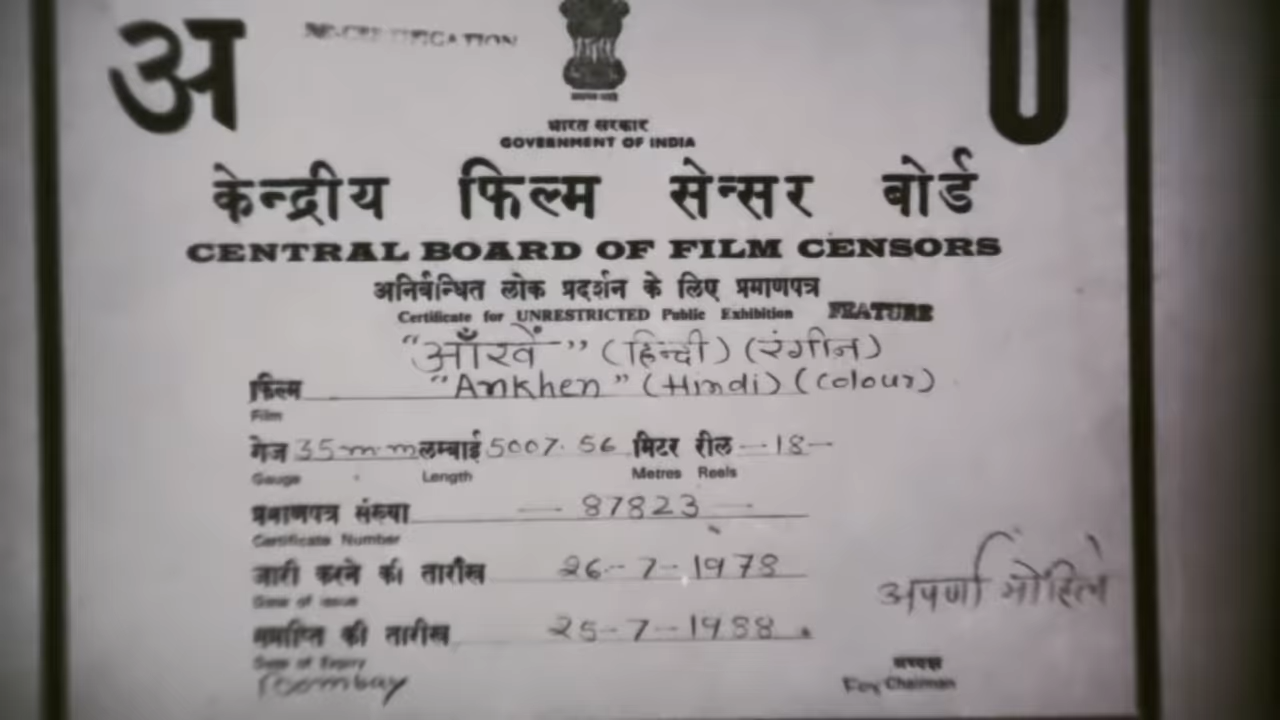 अ RE-CERTIFICATION U
भारत सरकार
GOVERNMENT OF INDIA
केन्द्रीय फिल्म सेन्सर बोर्ड
CENTRAL BOARD OF FILM CENSORS
अनिर्बन्धित लोक प्रदर्शन के लिए प्रमाणपत्र
Certificate for UNRESTRICTED Public Exhibition FEATURE
"आँखें" (हिन्दी) (रंगीन)
फिल्म "Ankhen" (Hindi) (Colour)
Film
गेज 35mm लम्बाई 5007.56 मिटर रील -18-
Gauge Length Metres Reels
प्रमाणपत्र संख्या - 87823 -
Certificate Number
जारी करने की तारीख 26-7-1978
Date of Issue
समाप्ति की तारीख 25-7-1988.
Date of Expiry
Bombay
अपर्णा मोहिले
अध्यक्ष
For Chairman